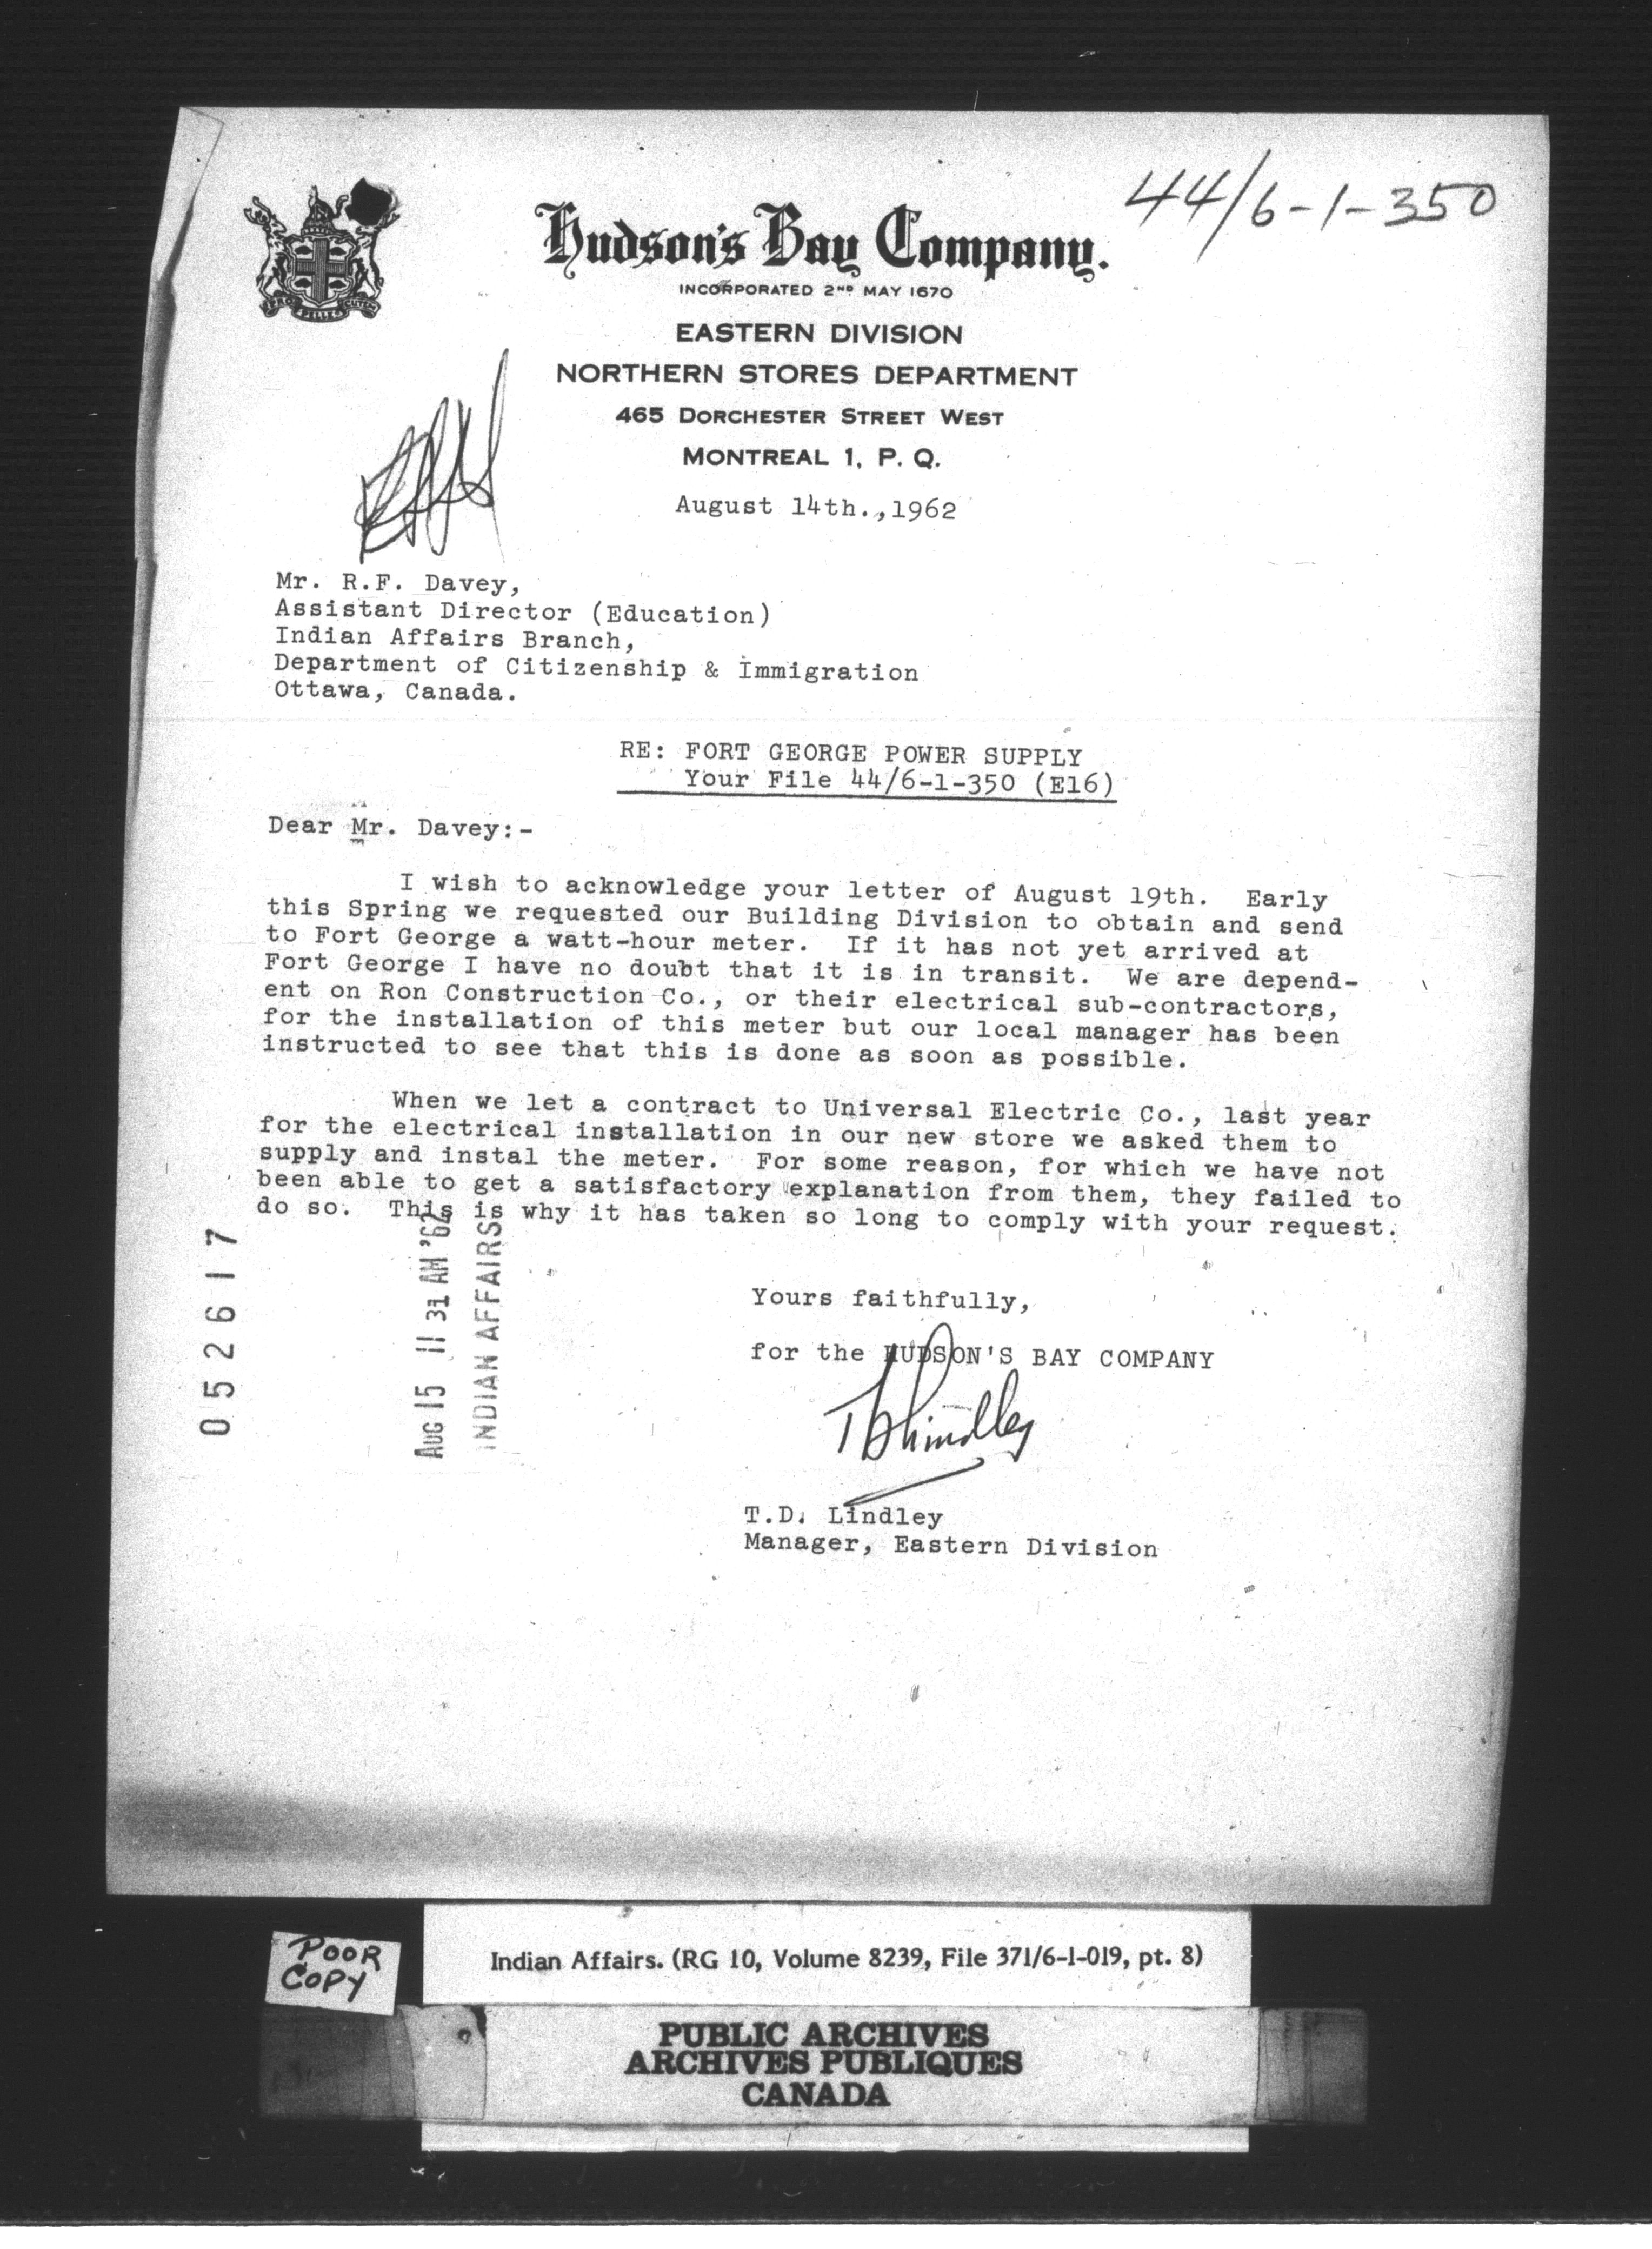 44/6-1-350
Hudson's Bay Company.
INCORPORATED 2ND MAY 1670
PRO PELLE CUTEM
EASTERN DIVISION
NORTHERN STORES DEPARTMENT
465 DORCHESTER STREET WEST
MONTREAL 1, P. Q.
August 14th.,1962
Mr. R.F. Davey,
Assistant Director (Education)
Indian Affairs Branch,
Department of Citizenship & Immigration
Ottawa, Canada.
RE: FORT GEORGE POWER SUPPLY
Your File 44/6-1-350 (E16)
Dear Mr. Davey:-
I wish to acknowledge your letter of August 19th. Early
this Spring we requested our Building Division to obtain and send
to Fort George a watt-hour meter. If it has not yet arrived at
Fort George I have no doubt that it is in transit. We are depend-
ent on Ron Construction Co., or their electrical sub-contractors,
for the installation of this meter but our local manager has been
instructed to see that this is done as soon as possible.
When we let a contract to Universal Electric Co., last year
for the electrical installation in our new store we asked them to
supply and instal the meter. For some reason, for which we have not
been able to get a satisfactory explanation from them, they failed to
do so. This is why it has taken so long to comply with your request.
052617
AUG 15 11 31 AM '62
INDIAN AFFAIRS
Yours faithfully,
for the HUDSON'S BAY COMPANY
TDLindley
T.D. Lindley
Manager, Eastern Division
POOR
COPY
Indian Affairs. (RG 10, Volume 8239, File 371/6-1-019, pt. 8)
PUBLIC ARCHIVES
ARCHIVES PUBLIQUES
CANADA